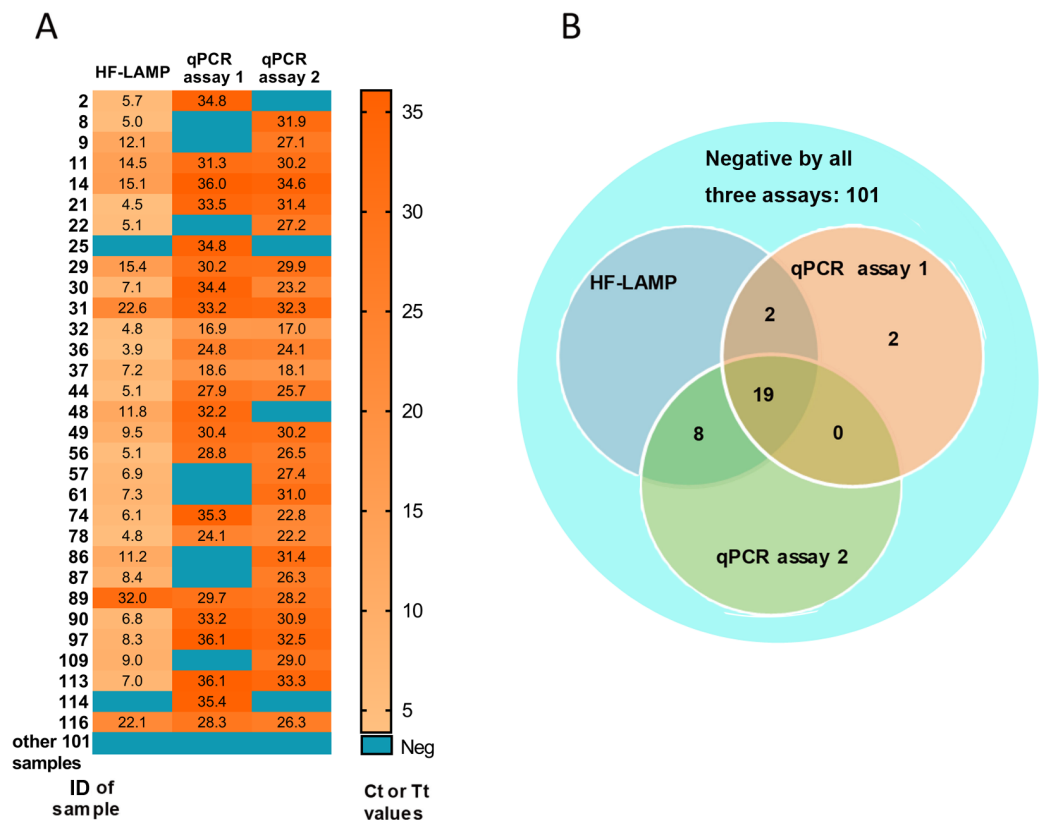 A
HF-LAMP qPCR assay 1 qPCR assay 2
2 5.7 34.8
8 5.0 31.9
9 12.1 27.1
11 14.5 31.3 30.2
14 15.1 36.0 34.6
21 4.5 33.5 31.4
22 5.1 27.2
25 34.8
29 15.4 30.2 29.9
30 7.1 34.4 23.2
31 22.6 33.2 32.3
32 4.8 16.9 17.0
36 3.9 24.8 24.1
37 7.2 18.6 18.1
44 5.1 27.9 25.7
48 11.8 32.2
49 9.5 30.4 30.2
56 5.1 28.8 26.5
57 6.9 27.4
61 7.3 31.0
74 6.1 35.3 22.8
78 4.8 24.1 22.2
86 11.2 31.4
87 8.4 26.3
89 32.0 29.7 28.2
90 6.8 33.2 30.9
97 8.3 36.1 32.5
109 9.0 29.0
113 7.0 36.1 33.3
114 35.4
116 22.1 28.3 26.3
other 101
samples
ID of
sample
35
30
25
20
15
10
5
Neg
Ct or Tt
values
B
Negative by all
three assays: 101
HF-LAMP
qPCR assay 1
2
2
19
8
0
qPCR assay 2